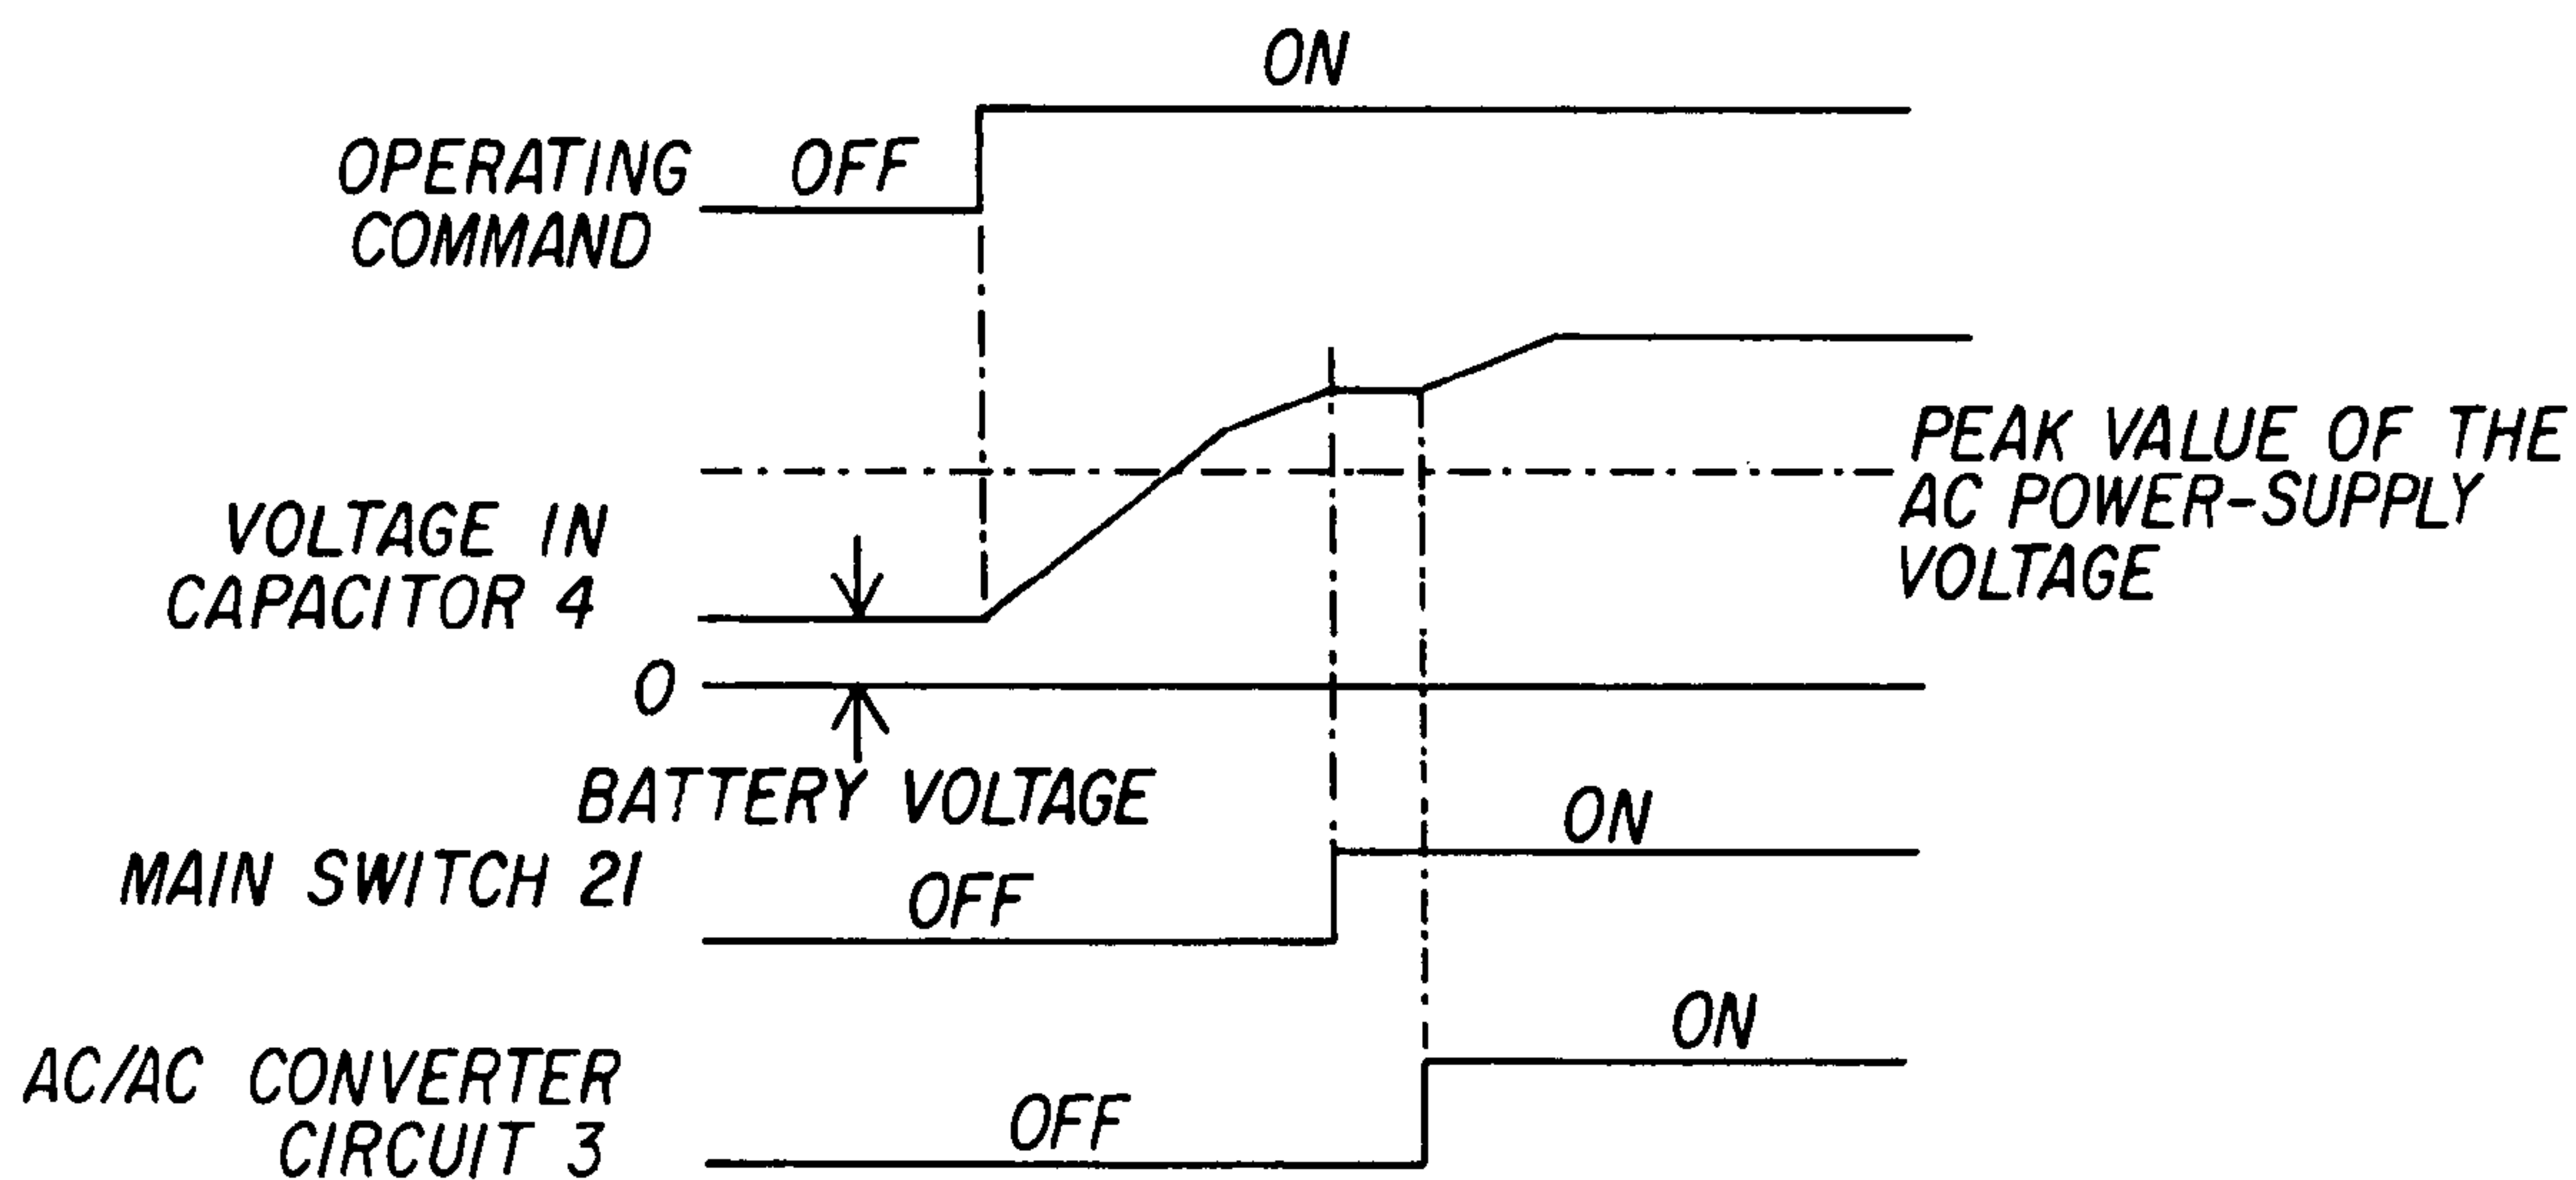 ON
OPERATING
COMMAND
OFF
PEAK VALUE OF THE
AC POWER-SUPPLY
VOLTAGE
VOLTAGE IN
CAPACITOR 4
0
BATTERY VOLTAGE
ON
MAIN SWITCH 21
OFF
ON
AC/AC CONVERTER
CIRCUIT 3
OFF